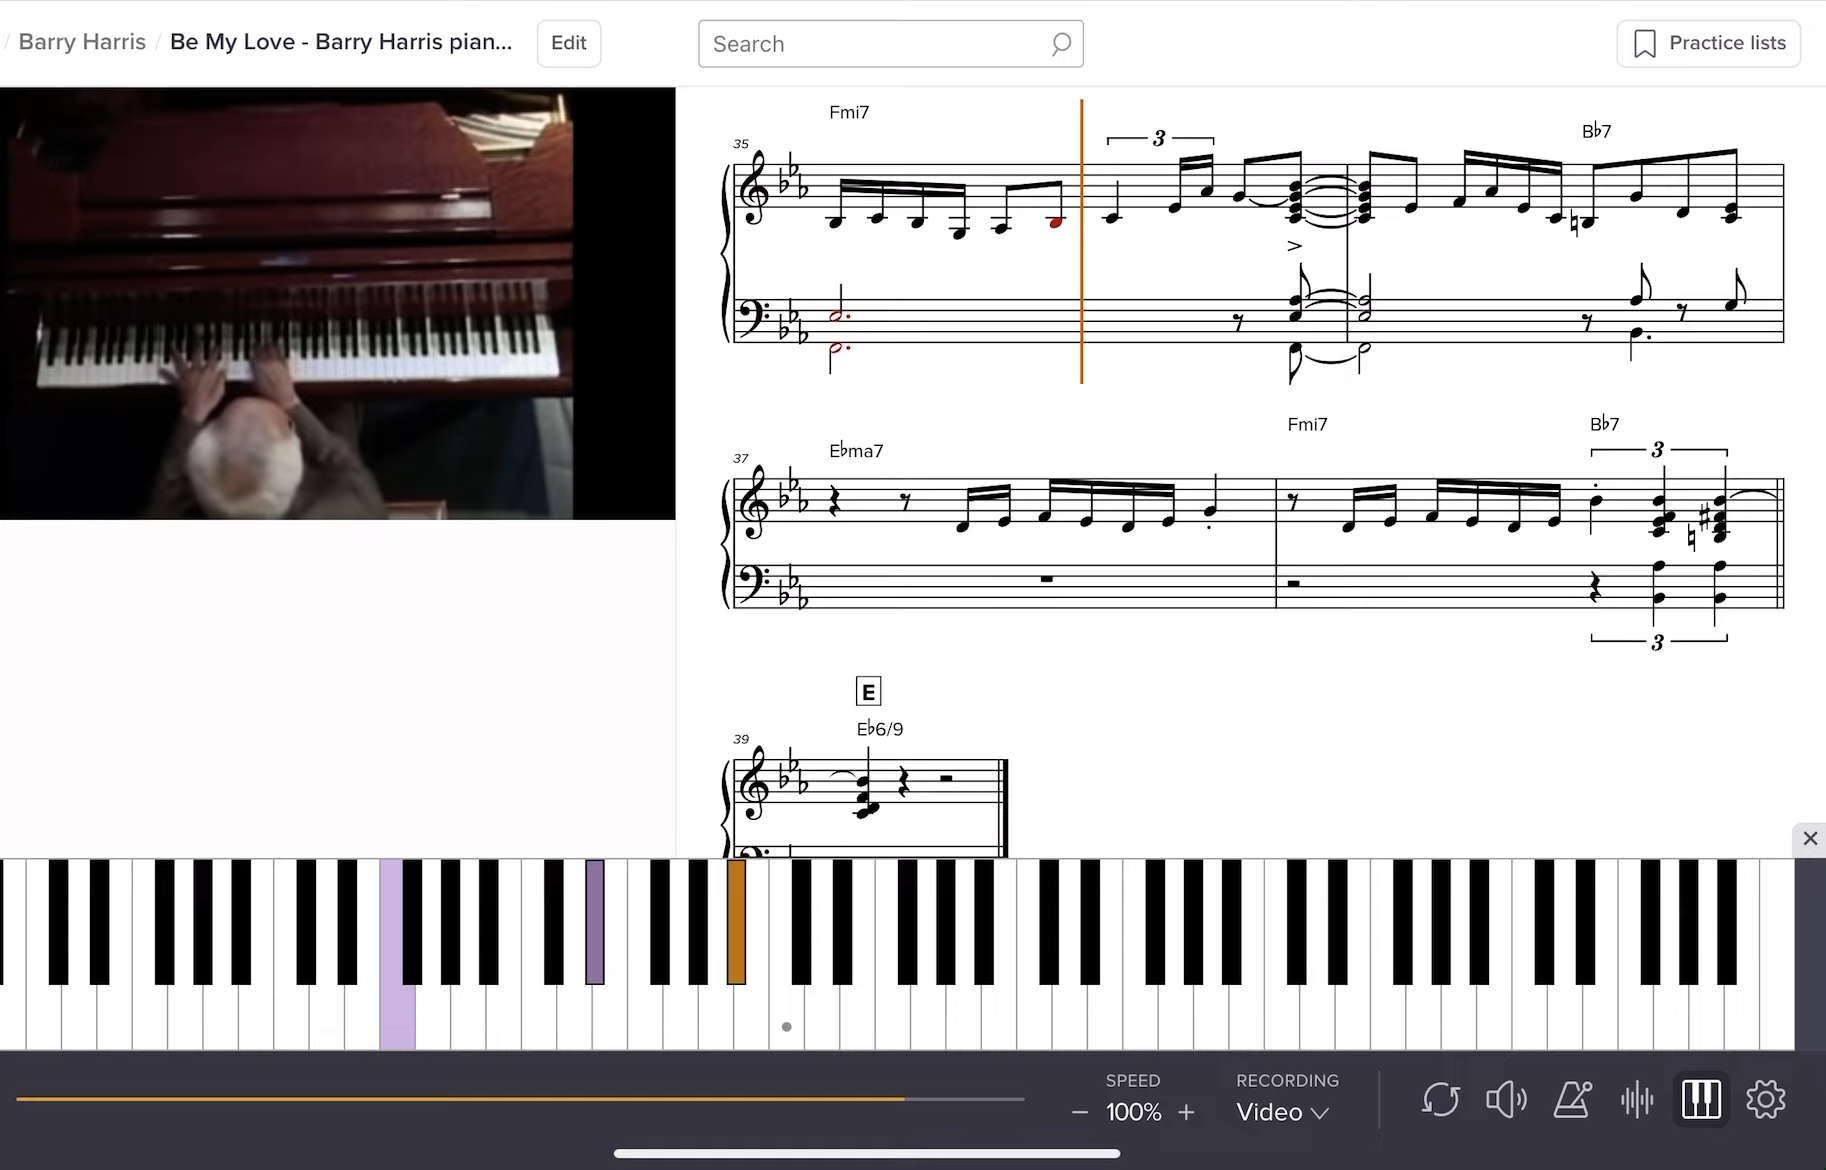 / Barry Harris / Be My Love - Barry Harris pian... Edit Search Practice lists
Fmi7 B♭7
35 3
Fmi7 B♭7
E♭ma7 3
37
3
E
E♭6/9
39
SPEED RECORDING
− 100% + Video